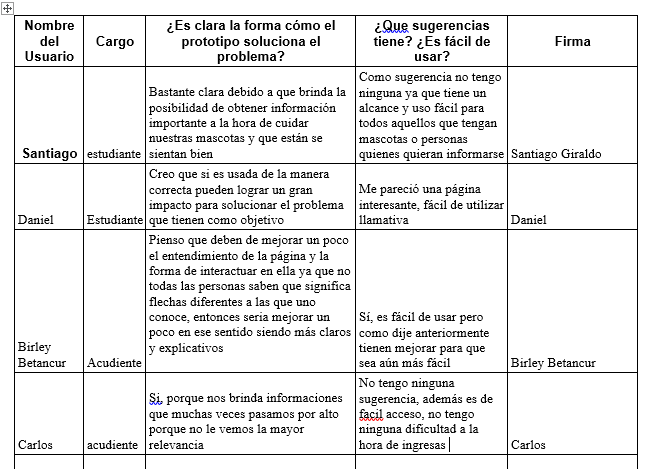 Nombre del Usuario
Cargo
¿Es clara la forma cómo el prototipo soluciona el problema?
¿Que sugerencias tiene? ¿Es fácil de usar?
Firma
Santiago
estudiante
Bastante clara debido a que brinda la
posibilidad de obtener información
importante a la hora de cuidar
nuestras mascotas y que están se
sientan bien
Como sugerencia no tengo
ninguna ya que tiene un
alcance y uso fácil para
todos aquellos que tengan
mascotas o personas
quienes quieran informarse
Santiago Giraldo
Daniel
Estudiante
Creo que si es usada de la manera
correcta pueden lograr un gran
impacto para solucionar el problema
que tienen como objetivo
Me pareció una página
interesante, fácil de utilizar
llamativa
Daniel
Birley
Betancur
Acudiente
Pienso que deben de mejorar un poco
el entendimiento de la página y la
forma de interactuar en ella ya que no
todas las personas saben que significa
flechas diferentes a las que uno
conoce, entonces seria mejorar un
poco en ese sentido siendo más claros
y explicativos
Sí, es fácil de usar pero
como dije anteriormente
tienen mejorar para que
sea aún más fácil
Birley Betancur
Carlos
acudiente
Si, porque nos brinda informaciones
que muchas veces pasamos por alto
porque no le vemos la mayor
relevancia
No tengo ninguna
sugerencia, además es de
facil acceso, no tengo
ninguna dificultad a la
hora de ingresas
Carlos